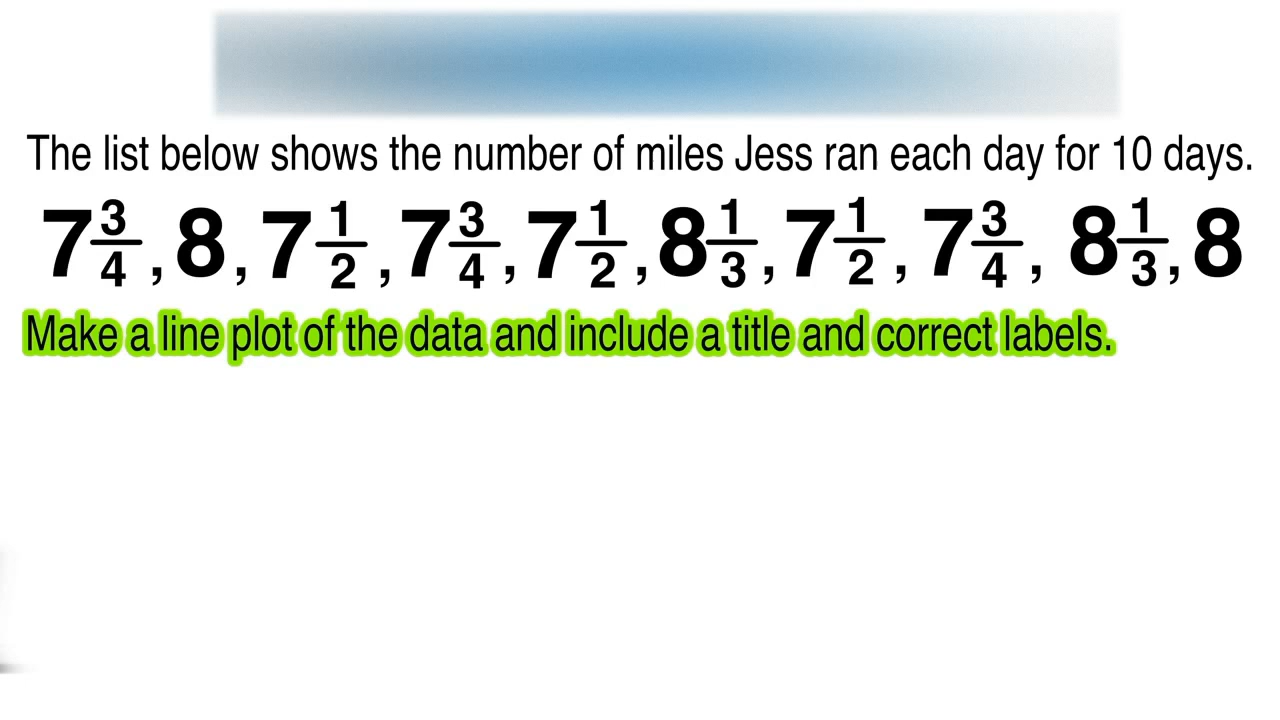 The list below shows the number of miles Jess ran each day for 10 days.
7 3/4, 8, 7 1/2, 7 3/4, 7 1/2, 8 1/3, 7 1/2, 7 3/4, 8 1/3, 8
Make a line plot of the data and include a title and correct labels.